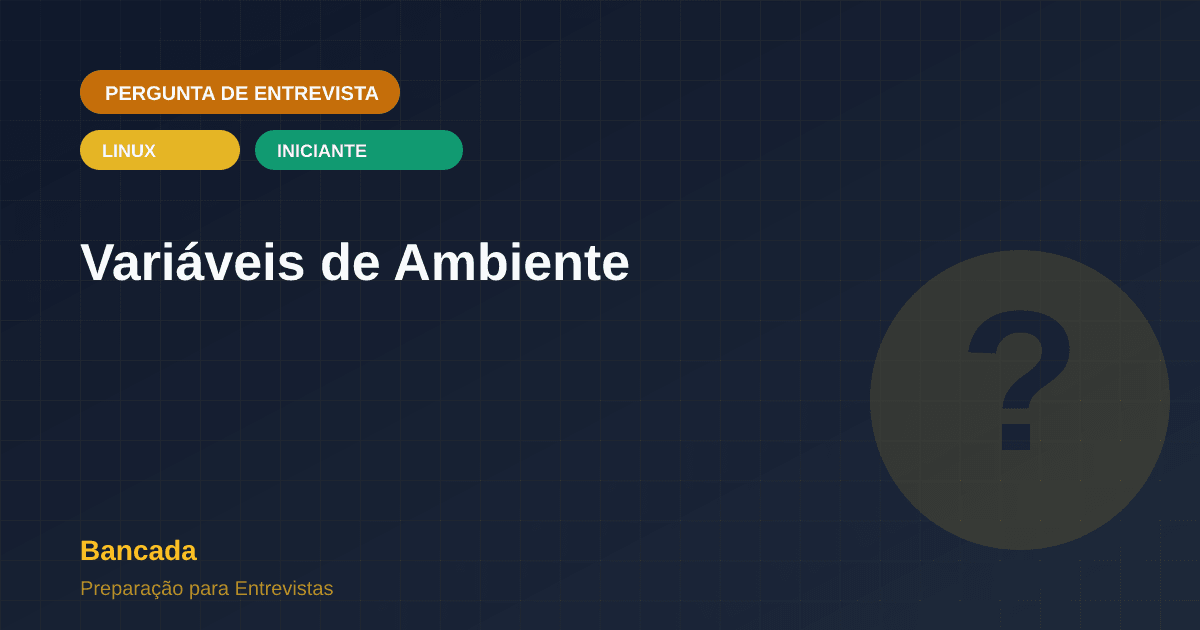 PERGUNTA DE ENTREVISTA
LINUX
INICIANTE
Variáveis de Ambiente
?
Bancada
Preparação para Entrevistas